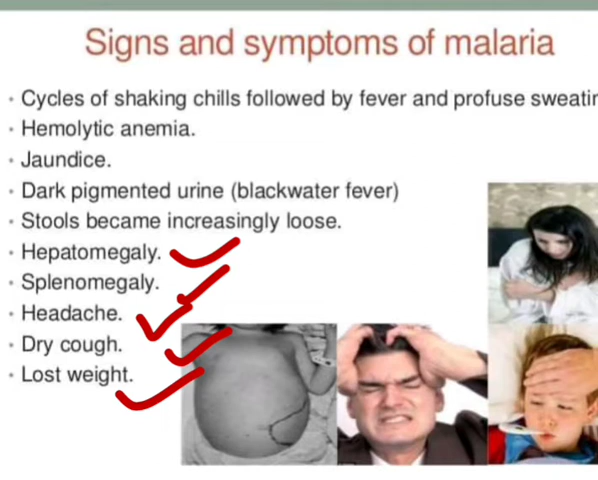 Signs and symptoms of malaria
• Cycles of shaking chills followed by fever and profuse
• Hemolytic anemia.
• Jaundice.
• Dark pigmented urine (blackwater fever)
• Stools became increasingly loose.
• Hepatomegaly.
• Splenomegaly.
• Headache.
• Dry cough.
• Lost weight.